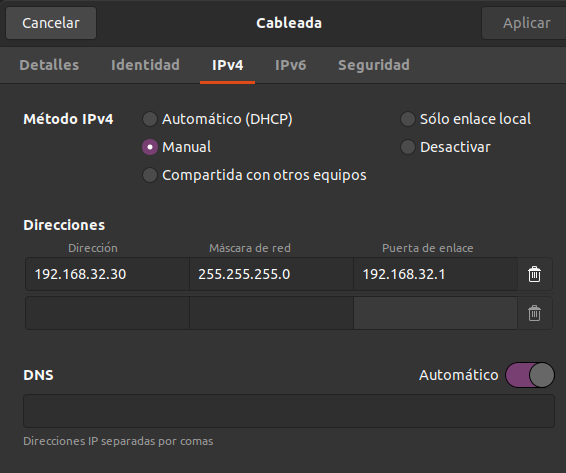 Cancelar Cableada Aplicar
Detalles Identidad IPv4 IPv6 Seguridad
Método IPv4 Automático (DHCP) Sólo enlace local
Manual Desactivar
Compartida con otros equipos
Direcciones
Dirección Máscara de red Puerta de enlace
192.168.32.30 255.255.255.0 192.168.32.1
DNS Automático
Direcciones IP separadas por comas